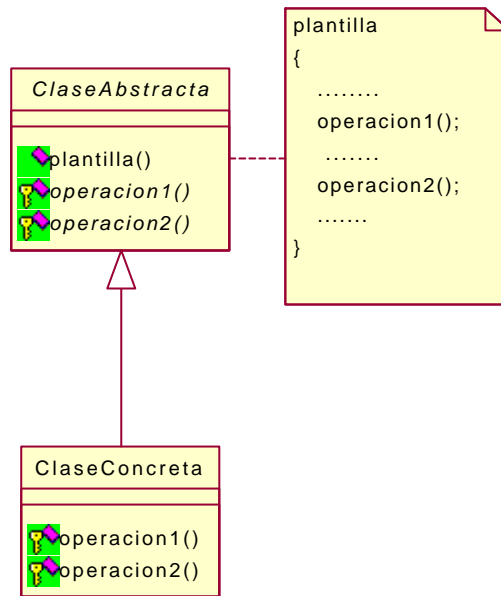 ClaseAbstracta
plantilla()
operacion1()
operacion2()
plantilla
{
........
operacion1();
.......
operacion2();
.......
}
ClaseConcreta
operacion1()
operacion2()